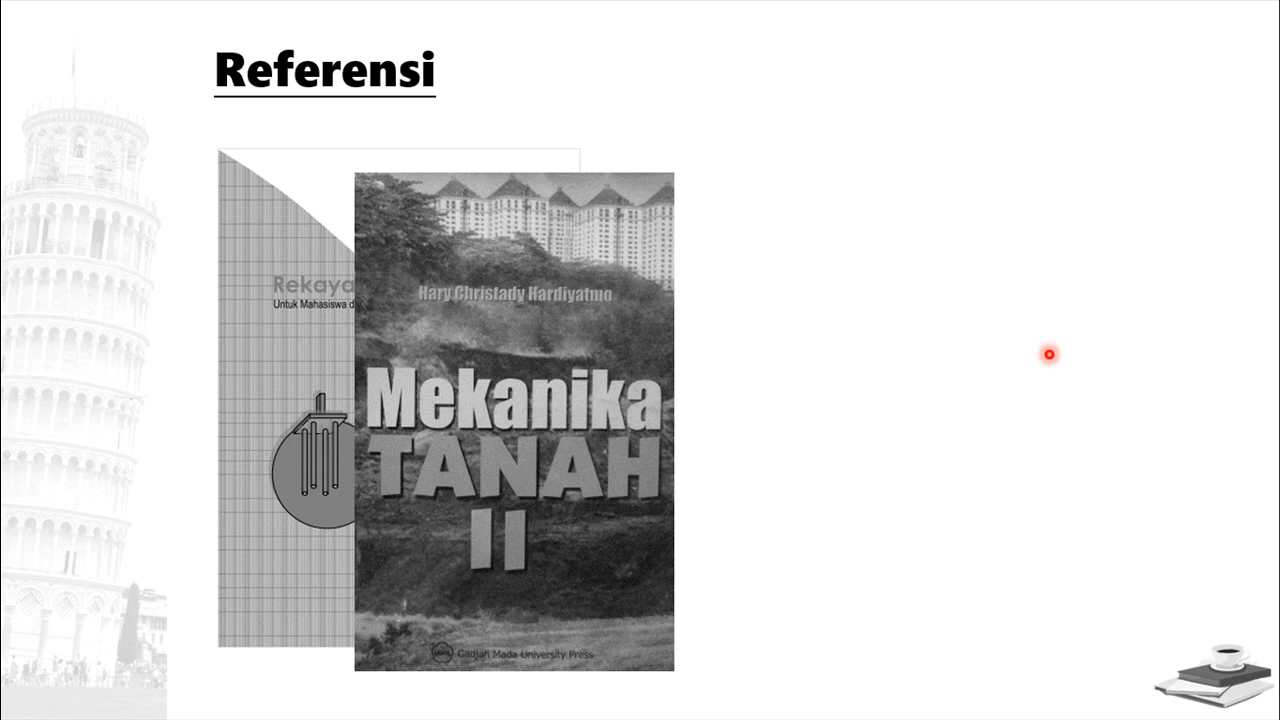 Referensi
Rekaya
Untuk Mahasiswa d
Hary Christady Hardiyatmo
Mekanika
TANAH
II
Gadjah Mada University Press